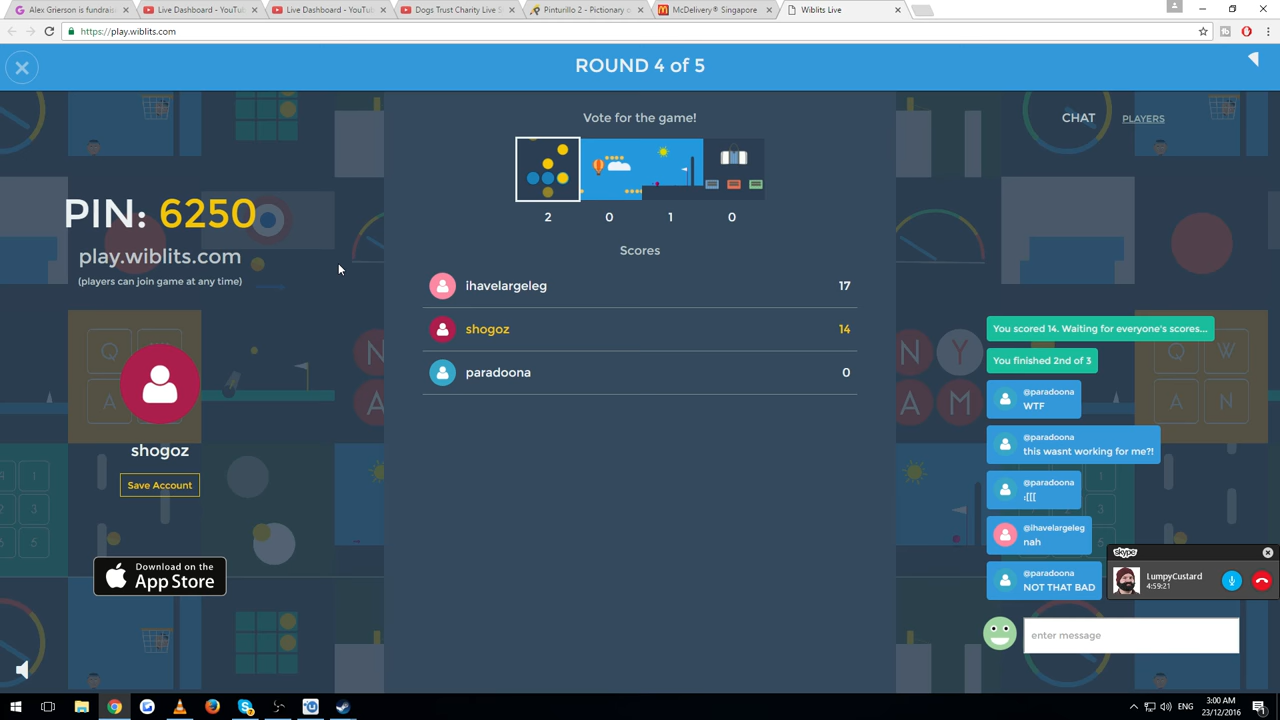 Alex Grierson is fundrais
Live Dashboard - YouTu
Live Dashboard - YouTu
Dogs Trust Charity Live S
Pinturillo 2 - Pictionary o
McDelivery® Singapore
Wiblits Live
https://play.wiblits.com
ROUND 4 of 5
Vote for the game!
CHAT
PLAYERS
2
0
1
0
PIN: 6250
play.wiblits.com
(players can join game at any time)
Scores
ihavelargeleg
17
shogoz
14
paradoona
0
shogoz
Save Account
Download on the
App Store
You scored 14. Waiting for everyone's scores...
You finished 2nd of 3
@paradoona
WTF
@paradoona
this wasnt working for me?!
@paradoona
:[[[
@ihavelargeleg
nah
@paradoona
NOT THAT BAD
skype
LumpyCustard
4:59:21
enter message
Q
W
A
N
N
Y
A
M
N
A
Q
A
1
3
5
ENG
3:00 AM
23/12/2016